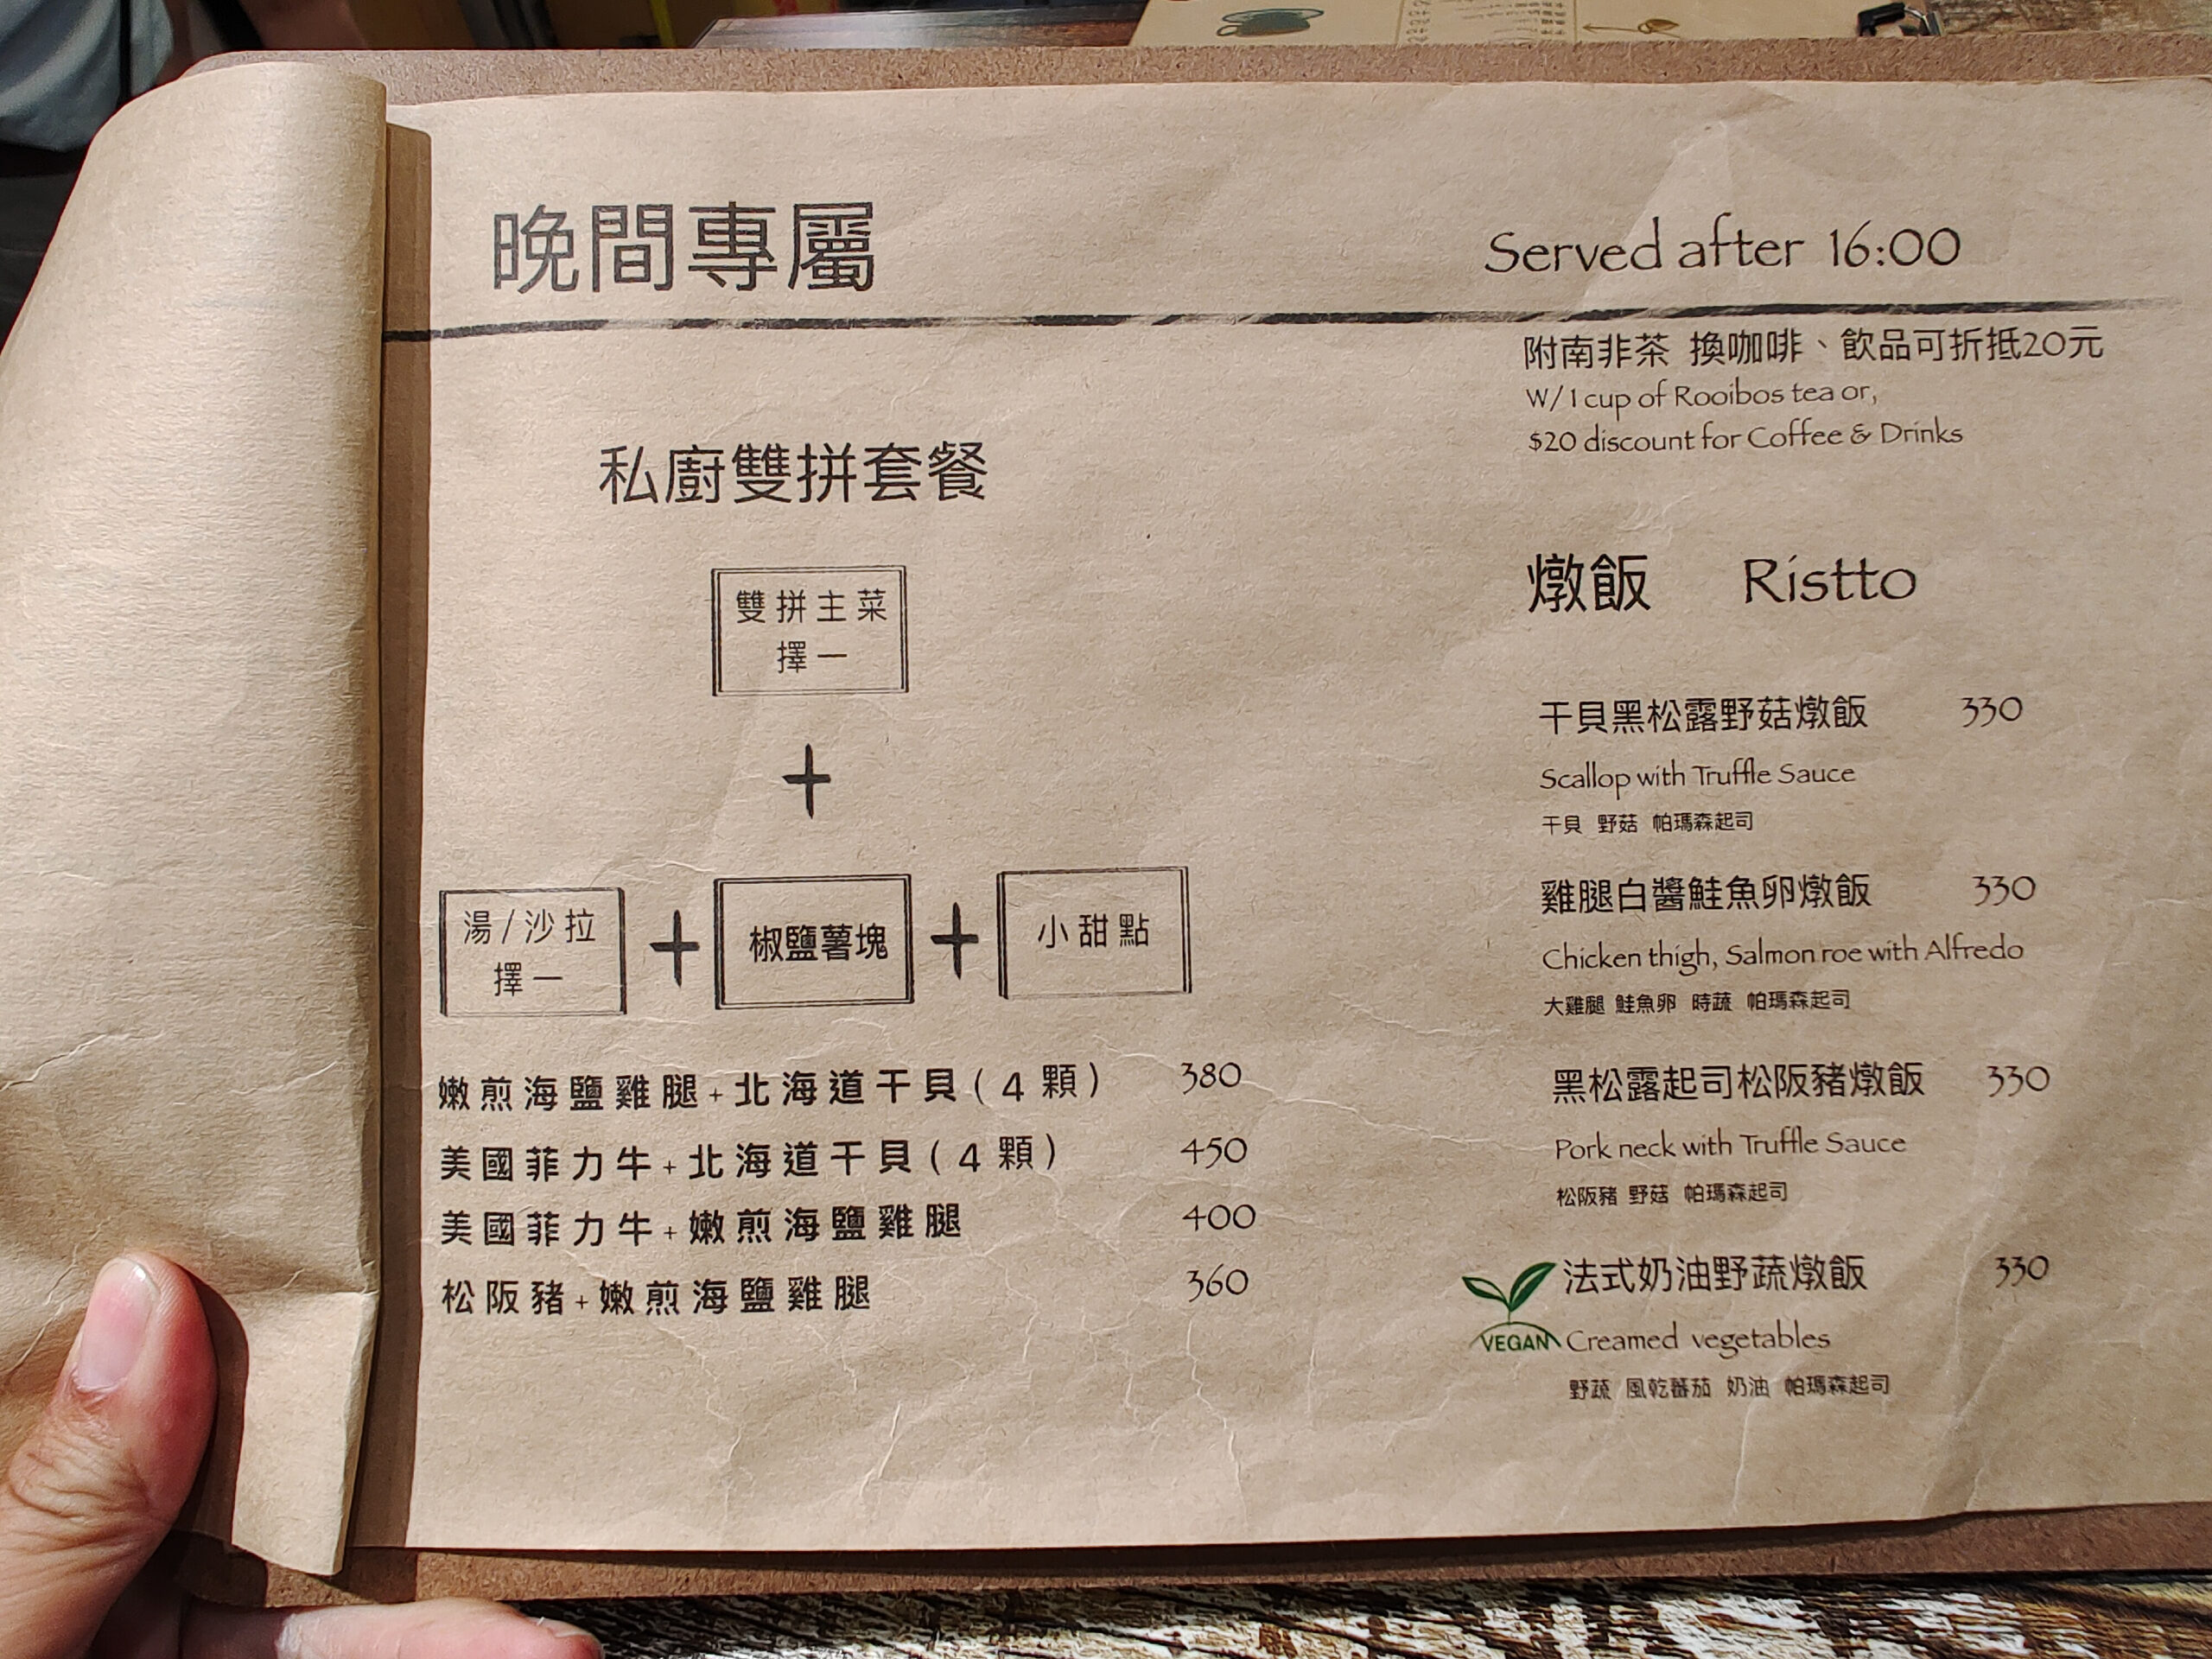 晚間專屬
Served after 16:00
附南非茶 換咖啡、飲品可折抵20元
W/1 cup of Rooibos tea or,
$20 discount for Coffee & Drinks
私廚雙拼套餐
雙拼主菜
擇一
+
湯/沙拉
擇一
+
椒鹽薯塊
+
小甜點
嫩煎海鹽雞腿+北海道干貝(4顆) 380
美國菲力牛+北海道干貝(4顆) 450
美國菲力牛+嫩煎海鹽雞腿 400
松阪豬+嫩煎海鹽雞腿 360
燉飯 Ristto
干貝黑松露野菇燉飯 330
Scallop with Truffle Sauce
干貝 野菇 帕瑪森起司
雞腿白醬鮭魚卵燉飯 330
Chicken thigh, Salmon roe with Alfredo
大雞腿 鮭魚卵 時蔬 帕瑪森起司
黑松露起司松阪豬燉飯 330
Pork neck with Truffle Sauce
松阪豬 野菇 帕瑪森起司
法式奶油野蔬燉飯 330
VEGAN Creamed vegetables
野蔬 風乾蕃茄 奶油 帕瑪森起司